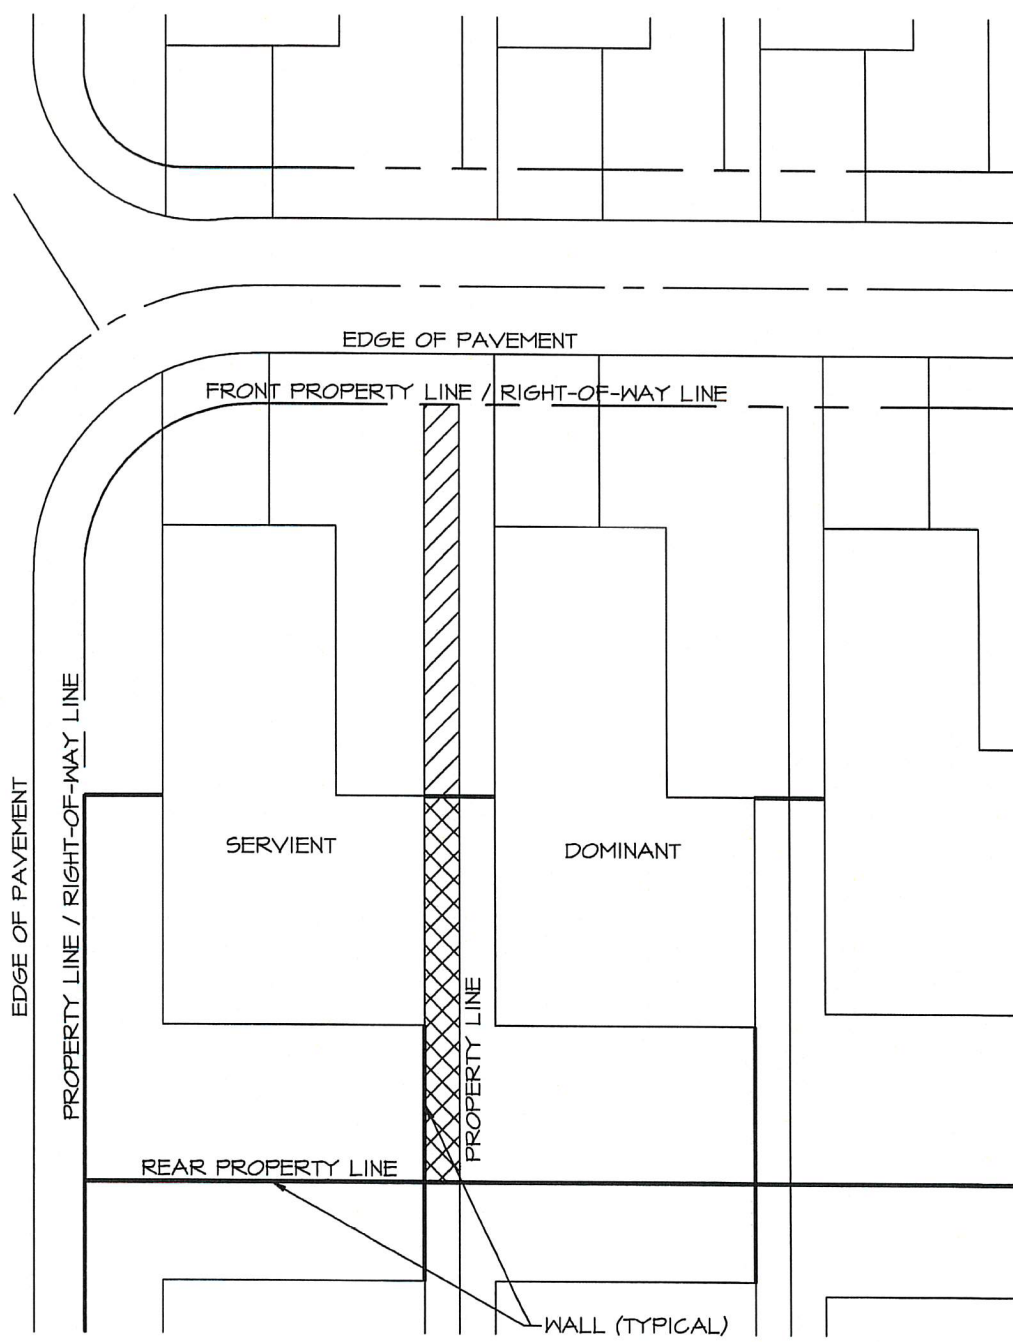 EDGE OF PAVEMENT
FRONT PROPERTY LINE / RIGHT-OF-WAY LINE
EDGE OF PAVEMENT
PROPERTY LINE / RIGHT-OF-WAY LINE
SERVIENT
DOMINANT
PROPERTY LINE
REAR PROPERTY LINE
WALL (TYPICAL)